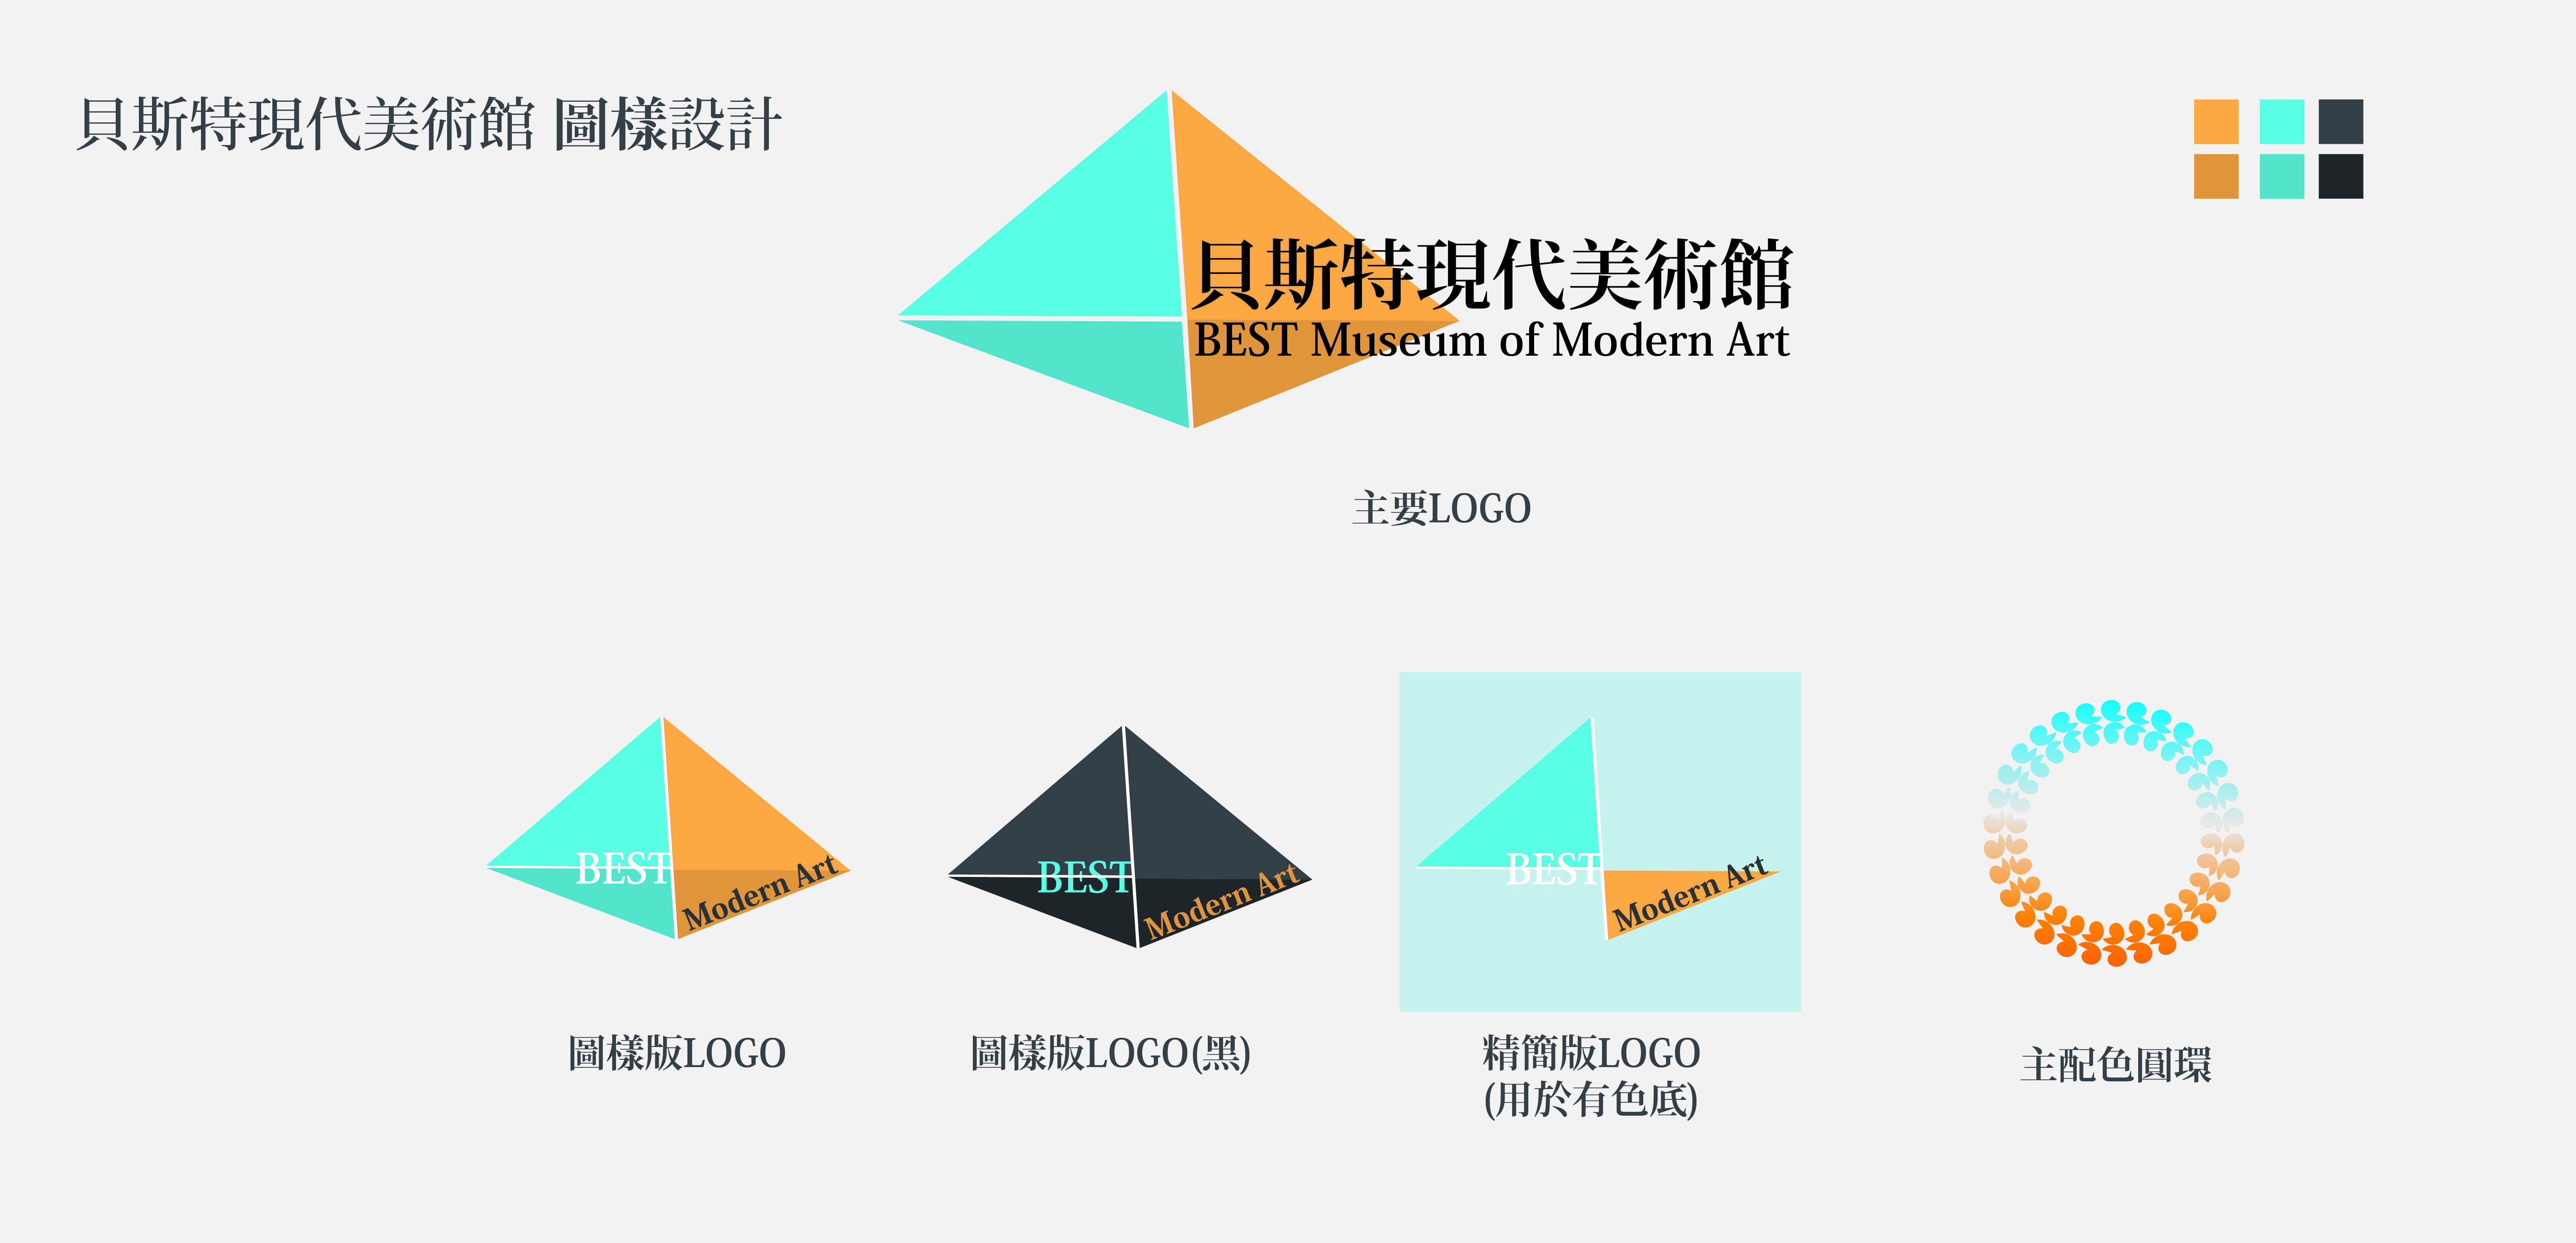 貝斯特現代美術館 圖樣設計
貝斯特現代美術館
BEST Museum of Modern Art
主要LOGO
BEST
Modern Art
圖樣版LOGO
BEST
Modern Art
圖樣版LOGO(黑)
BEST
Modern Art
精簡版LOGO
(用於有色底)
主配色圓環